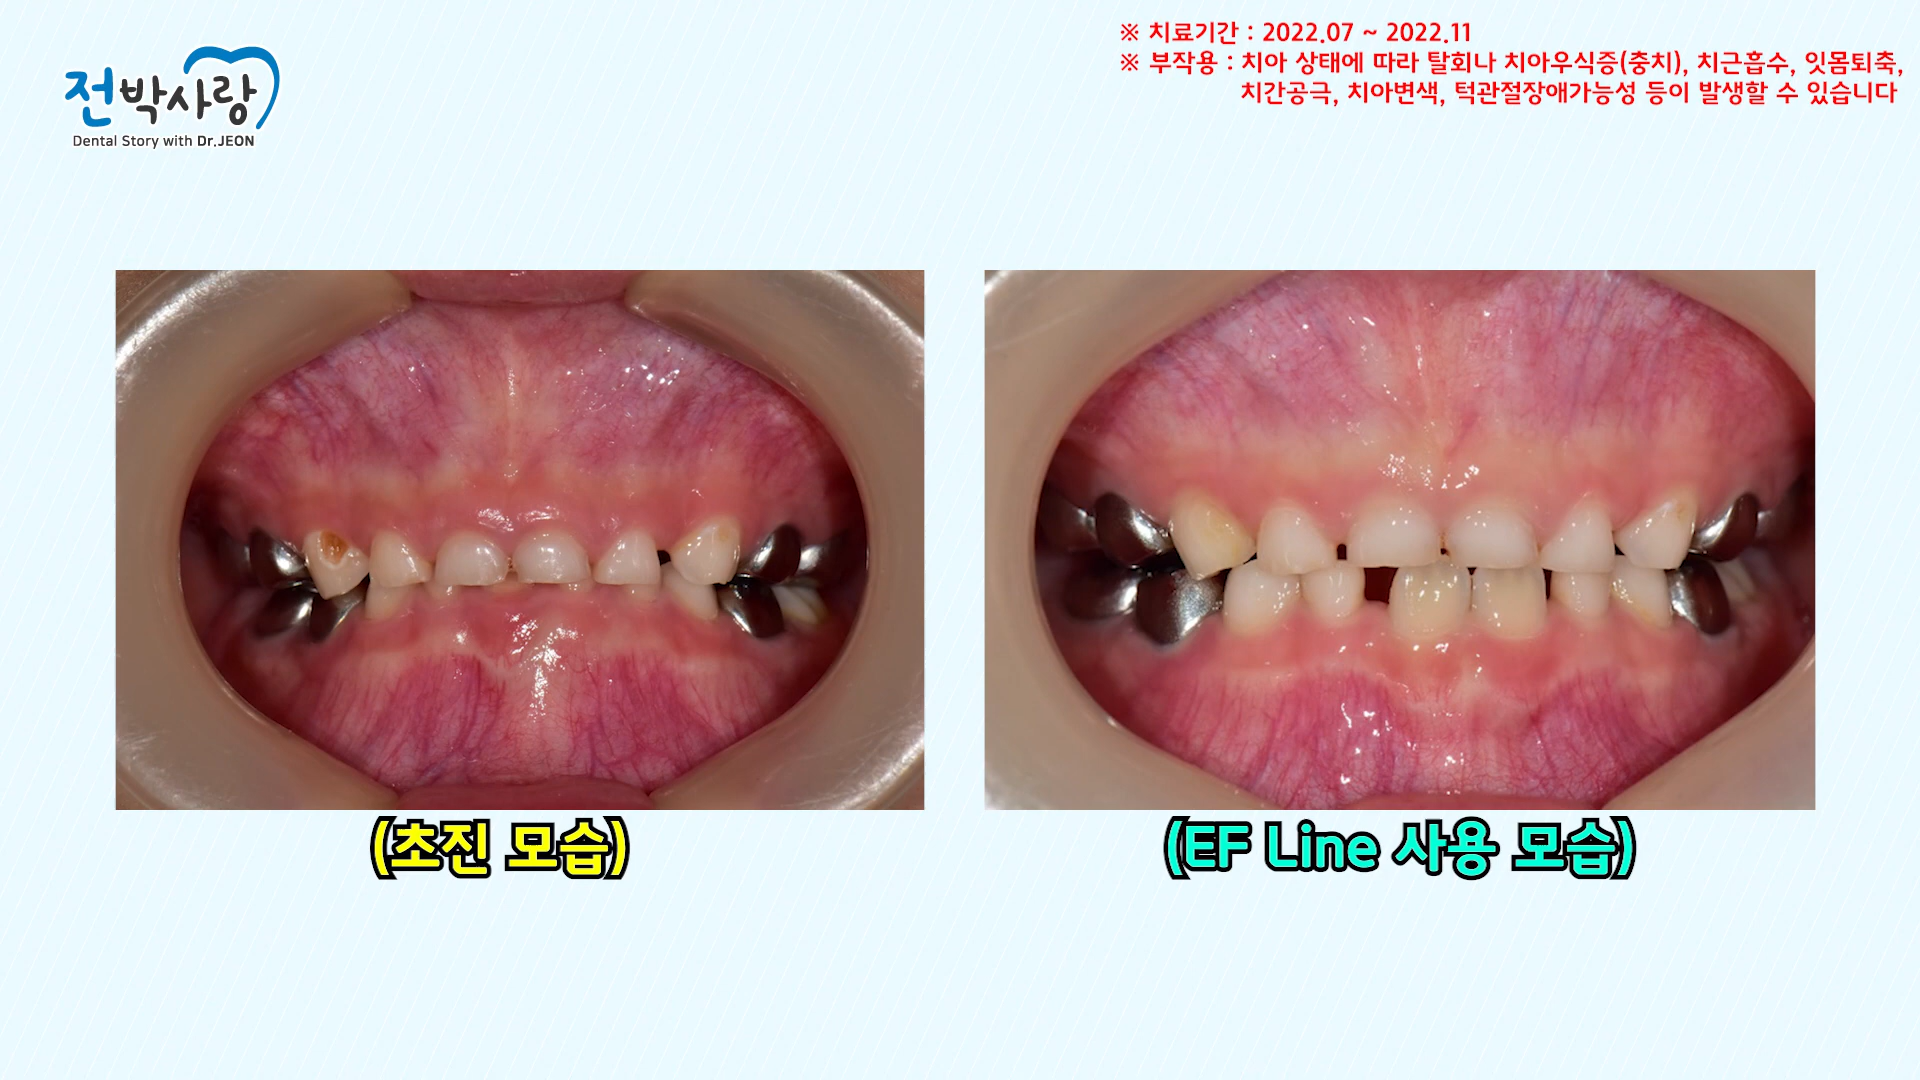 전박사랑
Dental Story with Dr.JEON
※ 치료기간 : 2022.07 ~ 2022.11
※ 부작용 : 치아 상태에 따라 탈회나 치아우식증(충치), 치근흡수, 잇몸퇴축,
치간공극, 치아변색, 턱관절장애가능성 등이 발생할 수 있습니다
(초진 모습)
(EF Line 사용 모습)